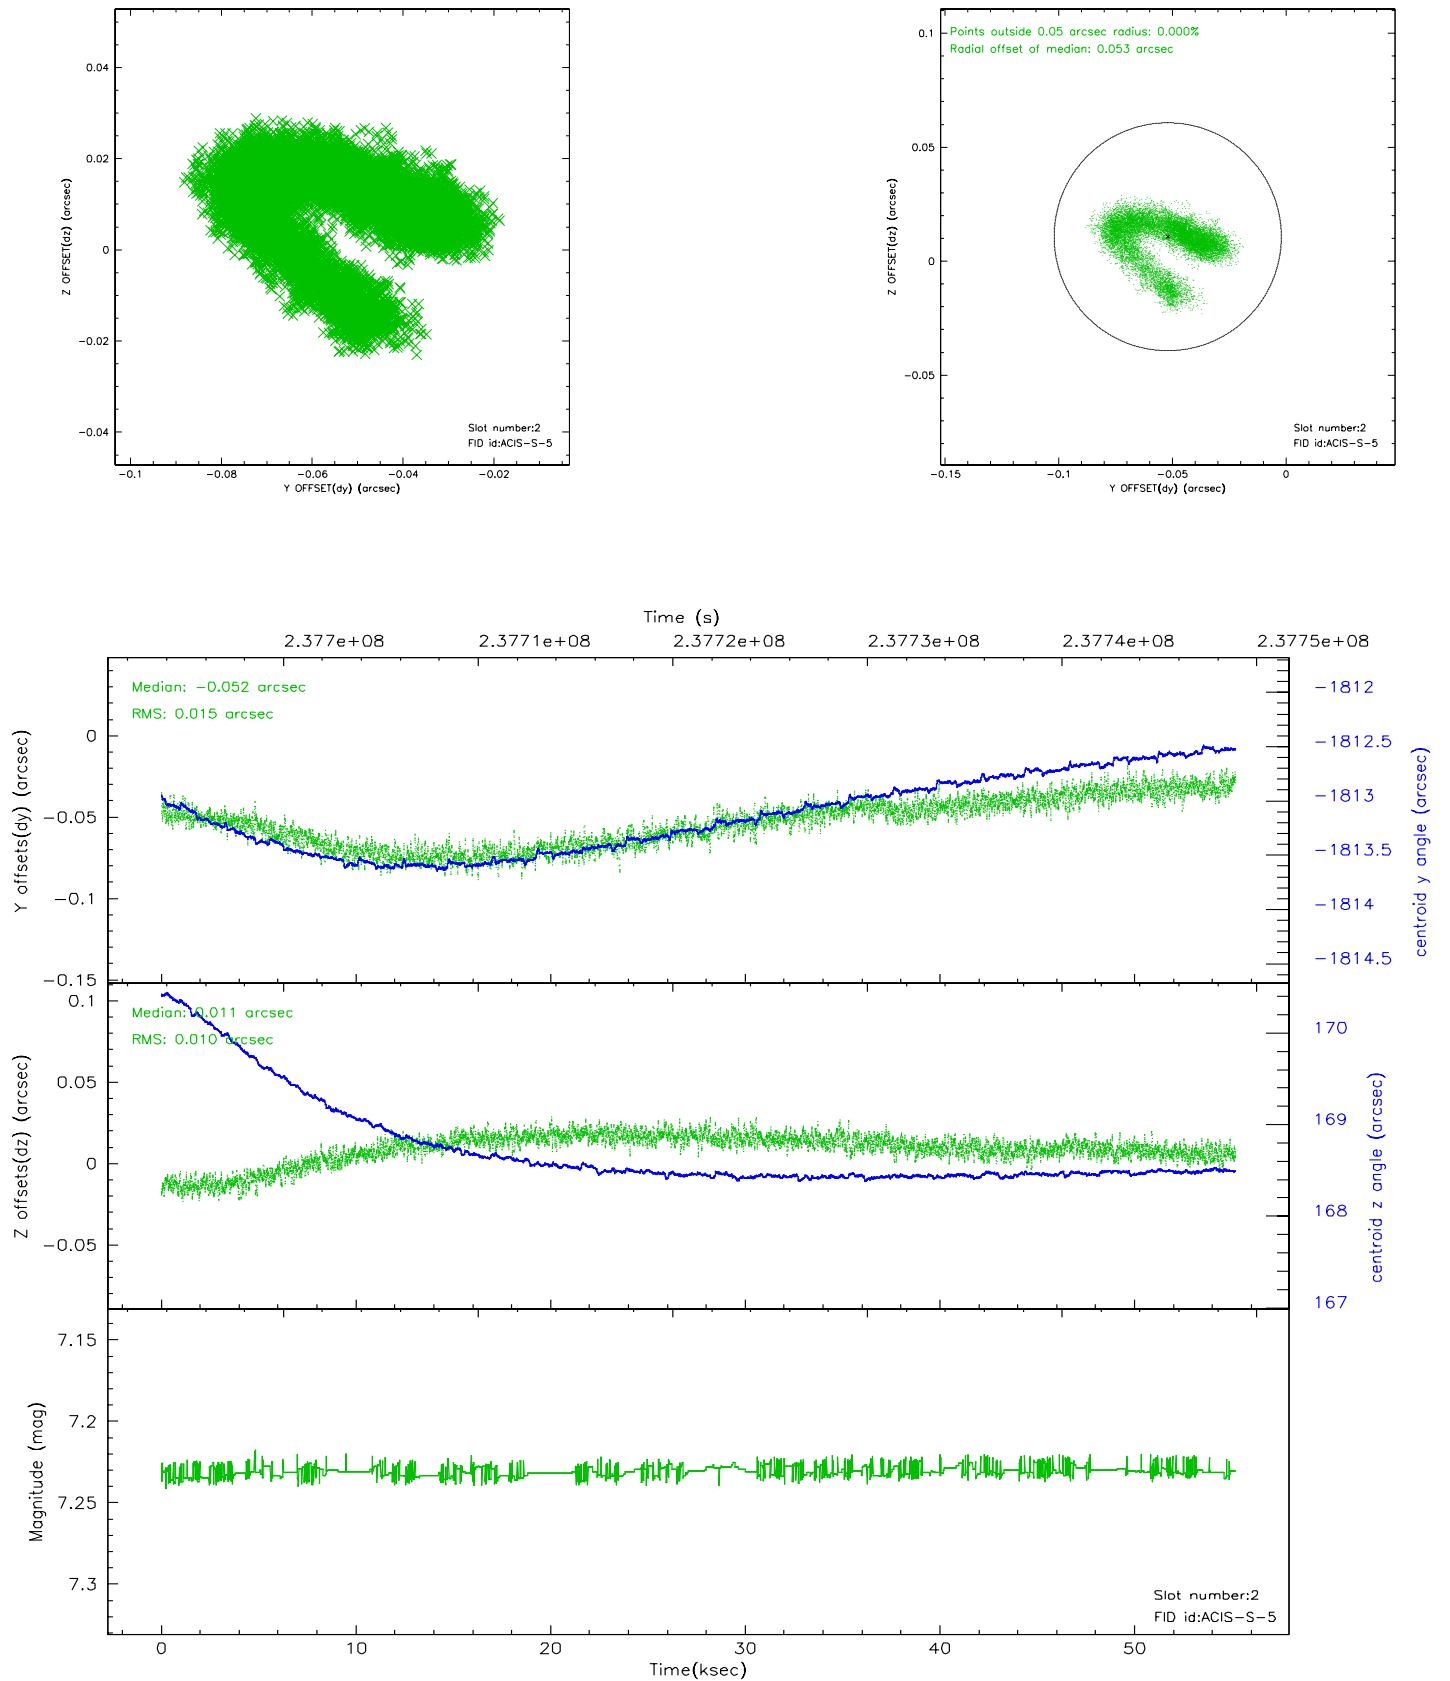 0.04
0.02
0
-0.02
-0.04
Z OFFSET(dz) (arcsec)
Slot number:2
FID id:ACIS-S-5
-0.1
-0.08
-0.06
-0.04
-0.02
Y OFFSET(dy) (arcsec)
Points outside 0.05 arcsec radius: 0.000%
Radial offset of median: 0.053 arcsec
0.1
0.05
0
-0.05
Z OFFSET(dz) (arcsec)
Slot number:2
FID id:ACIS-S-5
-0.15
-0.1
-0.05
0
Y OFFSET(dy) (arcsec)
Time (s)
2.377e+08
2.3771e+08
2.3772e+08
2.3773e+08
2.3774e+08
2.3775e+08
Median: -0.052 arcsec
RMS: 0.015 arcsec
0
-0.05
-0.1
-0.15
Y offsets(dy) (arcsec)
-1812
-1812.5
-1813
-1813.5
-1814
-1814.5
centroid y angle (arcsec)
Median: 0.011 arcsec
RMS: 0.010 arcsec
0.1
0.05
0
-0.05
Z offsets(dz) (arcsec)
170
169
168
167
centroid z angle (arcsec)
7.15
7.2
7.25
7.3
Magnitude (mag)
Slot number:2
FID id:ACIS-S-5
0
10
20
30
40
50
Time(ksec)